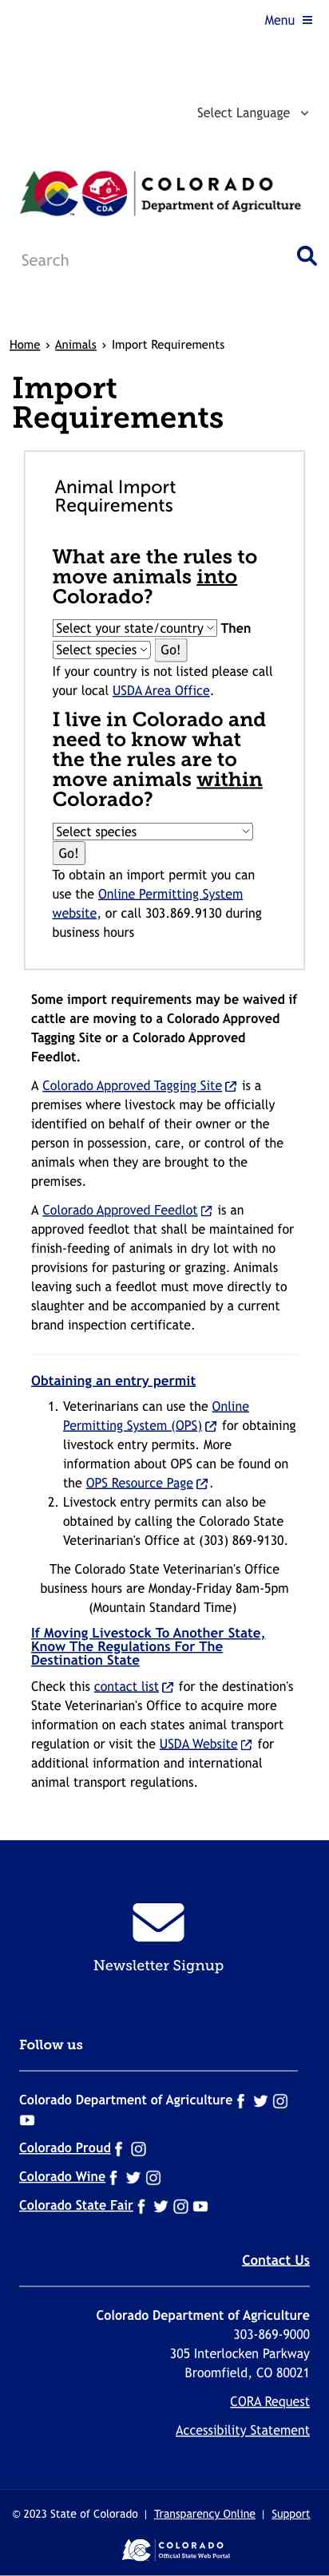 Menu
Select Language
COLORADO
Department of Agriculture
CDA
Search
Home › Animals › Import Requirements
Import
Requirements
Animal Import
Requirements
What are the rules to
move animals into
Colorado?
Select your state/country Then
Select species Go!
If your country is not listed please call
your local USDA Area Office.
I live in Colorado and
need to know what
the the rules are to
move animals within
Colorado?
Select species
Go!
To obtain an import permit you can
use the Online Permitting System
website, or call 303.869.9130 during
business hours
Some import requirements may be waived if
cattle are moving to a Colorado Approved
Tagging Site or a Colorado Approved
Feedlot.
A Colorado Approved Tagging Site is a
premises where livestock may be officially
identified on behalf of their owner or the
person in possession, care, or control of the
animals when they are brought to the
premises.
A Colorado Approved Feedlot is an
approved feedlot that shall be maintained for
finish-feeding of animals in dry lot with no
provisions for pasturing or grazing. Animals
leaving such a feedlot must move directly to
slaughter and be accompanied by a current
brand inspection certificate.
Obtaining an entry permit
1. Veterinarians can use the Online
Permitting System (OPS) for obtaining
livestock entry permits. More
information about OPS can be found on
the OPS Resource Page.
2. Livestock entry permits can also be
obtained by calling the Colorado State
Veterinarian's Office at (303) 869-9130.
The Colorado State Veterinarian's Office
business hours are Monday-Friday 8am-5pm
(Mountain Standard Time)
If Moving Livestock To Another State,
Know The Regulations For The
Destination State
Check this contact list for the destination's
State Veterinarian's Office to acquire more
information on each states animal transport
regulation or visit the USDA Website for
additional information and international
animal transport regulations.
Newsletter Signup
Follow us
Colorado Department of Agriculture
Colorado Proud
Colorado Wine
Colorado State Fair
Contact Us
Colorado Department of Agriculture
303-869-9000
305 Interlocken Parkway
Broomfield, CO 80021
CORA Request
Accessibility Statement
© 2023 State of Colorado | Transparency Online | Support
COLORADO
Official State Web Portal